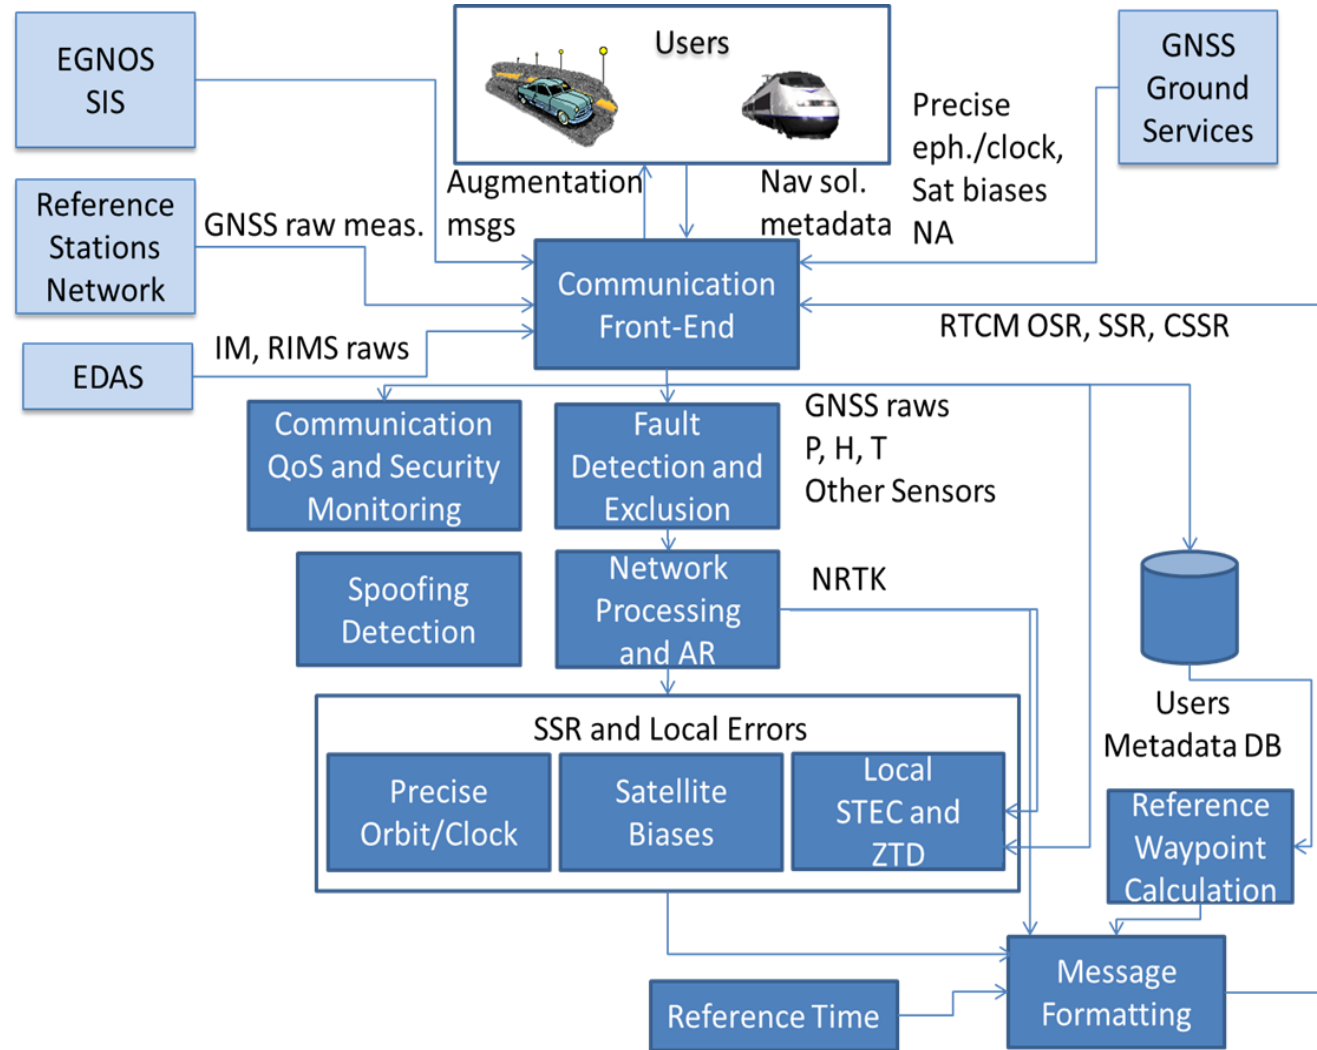 EGNOS
SIS
Users
GNSS
Ground
Services
Reference
Stations
Network
GNSS raw meas.
Augmentation
msgs
Nav sol.
metadata
Precise
eph./clock,
Sat biases
NA
Communication
Front-End
RTCM OSR, SSR, CSSR
EDAS
IM, RIMS raws
Communication
QoS and Security
Monitoring
Fault
Detection and
Exclusion
GNSS raws
P, H, T
Other Sensors
Spoofing
Detection
Network
Processing
and AR
NRTK
Users
Metadata DB
SSR and Local Errors
Precise
Orbit/Clock
Satellite
Biases
Local
STEC and
ZTD
Reference
Waypoint
Calculation
Reference Time
Message
Formatting